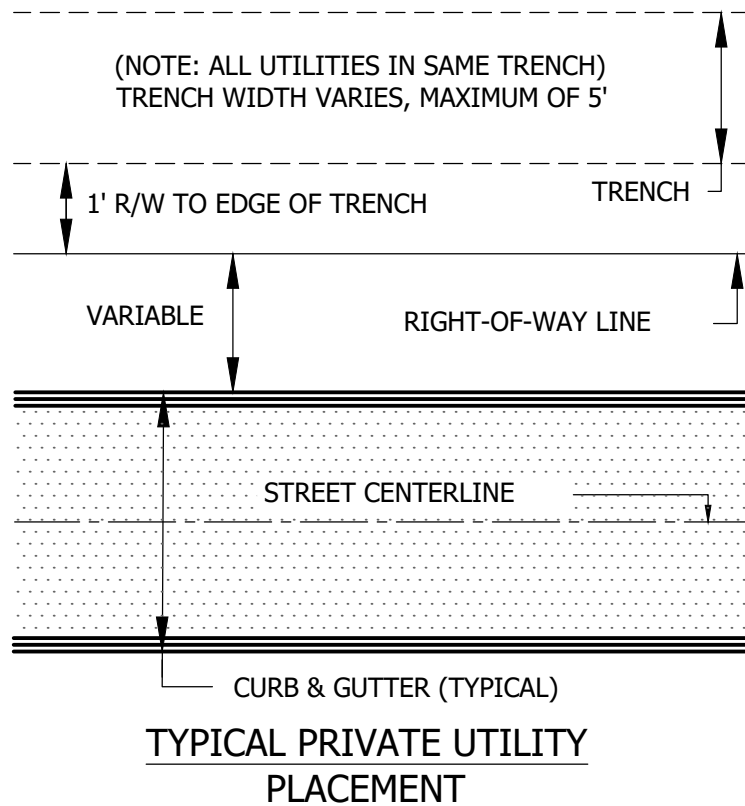 (NOTE: ALL UTILITIES IN SAME TRENCH)
TRENCH WIDTH VARIES, MAXIMUM OF 5'
TRENCH
1' R/W TO EDGE OF TRENCH
VARIABLE
RIGHT-OF-WAY LINE
STREET CENTERLINE
CURB & GUTTER (TYPICAL)
TYPICAL PRIVATE UTILITY
PLACEMENT